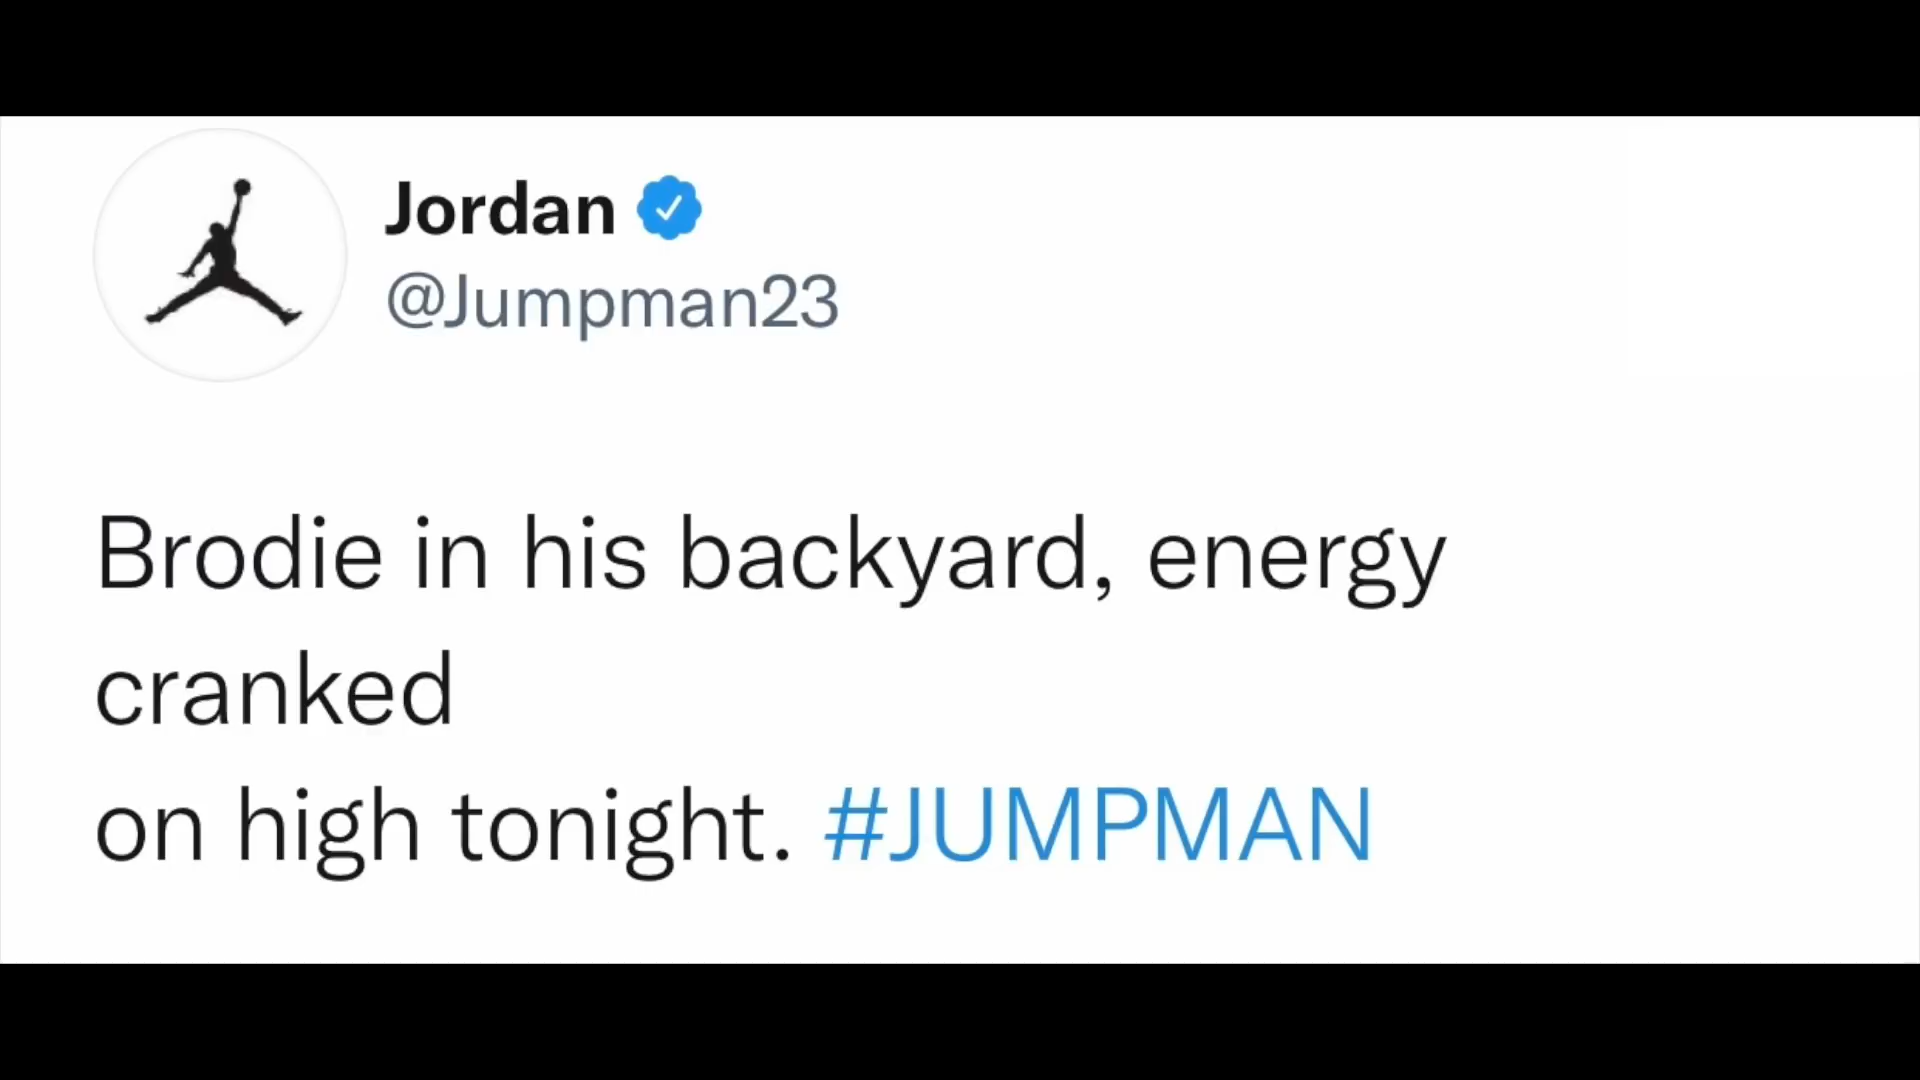 Jordan
@Jumpman23
Brodie in his backyard, energy
cranked
on high tonight. #JUMPMAN